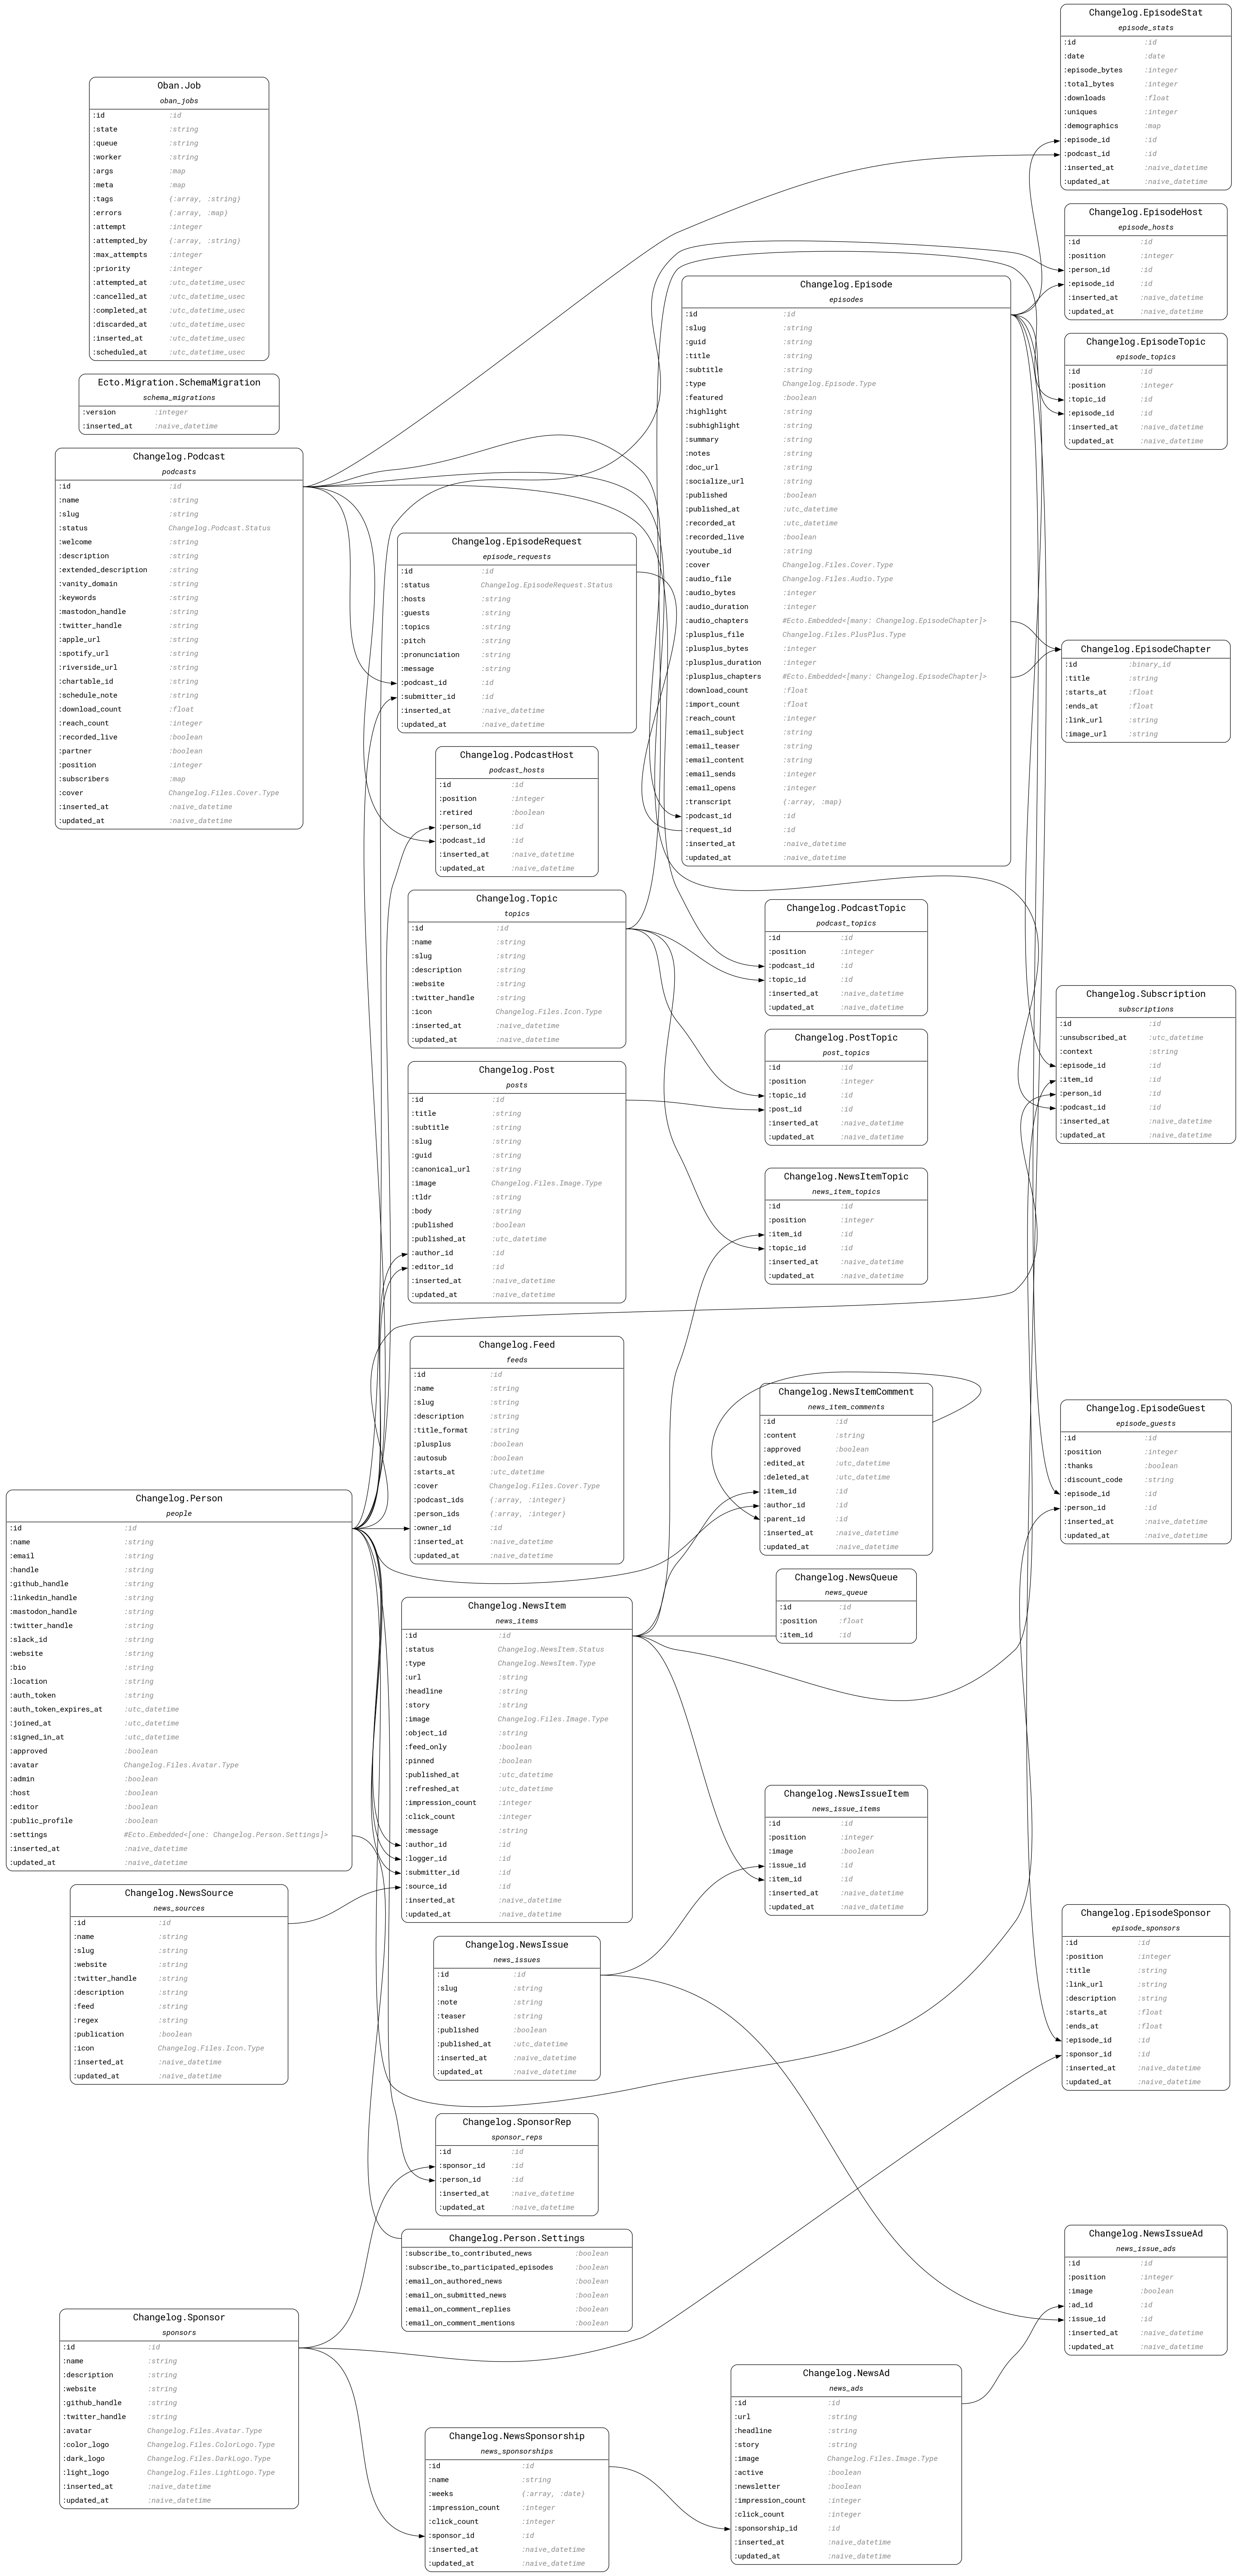 Oban.Job
oban_jobs
:id :id
:state :string
:queue :string
:worker :string
:args :map
:meta :map
:tags {:array, :string}
:errors {:array, :map}
:attempt :integer
:attempted_by {:array, :string}
:max_attempts :integer
:priority :integer
:attempted_at :utc_datetime_usec
:cancelled_at :utc_datetime_usec
:completed_at :utc_datetime_usec
:discarded_at :utc_datetime_usec
:inserted_at :utc_datetime_usec
:scheduled_at :utc_datetime_usec
Ecto.Migration.SchemaMigration
schema_migrations
:version :integer
:inserted_at :naive_datetime
Changelog.Podcast
podcasts
:id :id
:name :string
:slug :string
:status Changelog.Podcast.Status
:welcome :string
:description :string
:extended_description :string
:vanity_domain :string
:keywords :string
:mastodon_handle :string
:twitter_handle :string
:apple_url :string
:spotify_url :string
:riverside_url :string
:chartable_id :string
:schedule_note :string
:download_count :float
:reach_count :integer
:recorded_live :boolean
:partner :boolean
:position :integer
:subscribers :map
:cover Changelog.Files.Cover.Type
:inserted_at :naive_datetime
:updated_at :naive_datetime
Changelog.Person
people
:id :id
:name :string
:email :string
:handle :string
:github_handle :string
:linkedin_handle :string
:mastodon_handle :string
:twitter_handle :string
:slack_id :string
:website :string
:bio :string
:location :string
:auth_token :string
:auth_token_expires_at :utc_datetime
:joined_at :utc_datetime
:signed_in_at :utc_datetime
:approved :boolean
:avatar Changelog.Files.Avatar.Type
:admin :boolean
:host :boolean
:editor :boolean
:public_profile :boolean
:settings #Ecto.Embedded<[one: Changelog.Person.Settings]>
:inserted_at :naive_datetime
:updated_at :naive_datetime
Changelog.NewsSource
news_sources
:id :id
:name :string
:slug :string
:website :string
:twitter_handle :string
:description :string
:feed :string
:regex :string
:publication :boolean
:icon Changelog.Files.Icon.Type
:inserted_at :naive_datetime
:updated_at :naive_datetime
Changelog.Sponsor
sponsors
:id :id
:name :string
:description :string
:website :string
:github_handle :string
:twitter_handle :string
:avatar Changelog.Files.Avatar.Type
:color_logo Changelog.Files.ColorLogo.Type
:dark_logo Changelog.Files.DarkLogo.Type
:light_logo Changelog.Files.LightLogo.Type
:inserted_at :naive_datetime
:updated_at :naive_datetime
Changelog.EpisodeRequest
episode_requests
:id :id
:status Changelog.EpisodeRequest.Status
:hosts :string
:guests :string
:topics :string
:pitch :string
:pronunciation :string
:message :string
:podcast_id :id
:submitter_id :id
:inserted_at :naive_datetime
:updated_at :naive_datetime
Changelog.PodcastHost
podcast_hosts
:id :id
:position :integer
:retired :boolean
:person_id :id
:podcast_id :id
:inserted_at :naive_datetime
:updated_at :naive_datetime
Changelog.Topic
topics
:id :id
:name :string
:slug :string
:description :string
:website :string
:twitter_handle :string
:icon Changelog.Files.Icon.Type
:inserted_at :naive_datetime
:updated_at :naive_datetime
Changelog.Post
posts
:id :id
:title :string
:subtitle :string
:slug :string
:guid :string
:canonical_url :string
:image Changelog.Files.Image.Type
:tldr :string
:body :string
:published :boolean
:published_at :utc_datetime
:author_id :id
:editor_id :id
:inserted_at :naive_datetime
:updated_at :naive_datetime
Changelog.Feed
feeds
:id :id
:name :string
:slug :string
:description :string
:title_format :string
:plusplus :boolean
:autosub :boolean
:starts_at :utc_datetime
:cover Changelog.Files.Cover.Type
:podcast_ids {:array, :integer}
:person_ids {:array, :integer}
:owner_id :id
:inserted_at :naive_datetime
:updated_at :naive_datetime
Changelog.NewsItem
news_items
:id :id
:status Changelog.NewsItem.Status
:type Changelog.NewsItem.Type
:url :string
:headline :string
:story :string
:image Changelog.Files.Image.Type
:object_id :string
:feed_only :boolean
:pinned :boolean
:published_at :utc_datetime
:refreshed_at :utc_datetime
:impression_count :integer
:click_count :integer
:message :string
:author_id :id
:logger_id :id
:submitter_id :id
:source_id :id
:inserted_at :naive_datetime
:updated_at :naive_datetime
Changelog.NewsIssue
news_issues
:id :id
:slug :string
:note :string
:teaser :string
:published :boolean
:published_at :utc_datetime
:inserted_at :naive_datetime
:updated_at :naive_datetime
Changelog.SponsorRep
sponsor_reps
:id :id
:sponsor_id :id
:person_id :id
:inserted_at :naive_datetime
:updated_at :naive_datetime
Changelog.Person.Settings
:subscribe_to_contributed_news :boolean
:subscribe_to_participated_episodes :boolean
:email_on_authored_news :boolean
:email_on_submitted_news :boolean
:email_on_comment_replies :boolean
:email_on_comment_mentions :boolean
Changelog.NewsSponsorship
news_sponsorships
:id :id
:name :string
:weeks {:array, :date}
:impression_count :integer
:click_count :integer
:sponsor_id :id
:inserted_at :naive_datetime
:updated_at :naive_datetime
Changelog.Episode
episodes
:id :id
:slug :string
:guid :string
:title :string
:subtitle :string
:type Changelog.Episode.Type
:featured :boolean
:highlight :string
:subhighlight :string
:summary :string
:notes :string
:doc_url :string
:socialize_url :string
:published :boolean
:published_at :utc_datetime
:recorded_at :utc_datetime
:recorded_live :boolean
:youtube_id :string
:cover Changelog.Files.Cover.Type
:audio_file Changelog.Files.Audio.Type
:audio_bytes :integer
:audio_duration :integer
:audio_chapters #Ecto.Embedded<[many: Changelog.EpisodeChapter]>
:plusplus_file Changelog.Files.PlusPlus.Type
:plusplus_bytes :integer
:plusplus_duration :integer
:plusplus_chapters #Ecto.Embedded<[many: Changelog.EpisodeChapter]>
:download_count :float
:import_count :float
:reach_count :integer
:email_subject :string
:email_teaser :string
:email_content :string
:email_sends :integer
:email_opens :integer
:transcript {:array, :map}
:podcast_id :id
:request_id :id
:inserted_at :naive_datetime
:updated_at :naive_datetime
Changelog.PodcastTopic
podcast_topics
:id :id
:position :integer
:podcast_id :id
:topic_id :id
:inserted_at :naive_datetime
:updated_at :naive_datetime
Changelog.PostTopic
post_topics
:id :id
:position :integer
:topic_id :id
:post_id :id
:inserted_at :naive_datetime
:updated_at :naive_datetime
Changelog.NewsItemTopic
news_item_topics
:id :id
:position :integer
:item_id :id
:topic_id :id
:inserted_at :naive_datetime
:updated_at :naive_datetime
Changelog.NewsItemComment
news_item_comments
:id :id
:content :string
:approved :boolean
:edited_at :utc_datetime
:deleted_at :utc_datetime
:item_id :id
:author_id :id
:parent_id :id
:inserted_at :naive_datetime
:updated_at :naive_datetime
Changelog.NewsQueue
news_queue
:id :id
:position :float
:item_id :id
Changelog.NewsIssueItem
news_issue_items
:id :id
:position :integer
:image :boolean
:issue_id :id
:item_id :id
:inserted_at :naive_datetime
:updated_at :naive_datetime
Changelog.NewsAd
news_ads
:id :id
:url :string
:headline :string
:story :string
:image Changelog.Files.Image.Type
:active :boolean
:newsletter :boolean
:impression_count :integer
:click_count :integer
:sponsorship_id :id
:inserted_at :naive_datetime
:updated_at :naive_datetime
Changelog.EpisodeStat
episode_stats
:id :id
:date :date
:episode_bytes :integer
:total_bytes :integer
:downloads :float
:uniques :integer
:demographics :map
:episode_id :id
:podcast_id :id
:inserted_at :naive_datetime
:updated_at :naive_datetime
Changelog.EpisodeHost
episode_hosts
:id :id
:position :integer
:person_id :id
:episode_id :id
:inserted_at :naive_datetime
:updated_at :naive_datetime
Changelog.EpisodeTopic
episode_topics
:id :id
:position :integer
:topic_id :id
:episode_id :id
:inserted_at :naive_datetime
:updated_at :naive_datetime
Changelog.EpisodeChapter
:id :binary_id
:title :string
:starts_at :float
:ends_at :float
:link_url :string
:image_url :string
Changelog.Subscription
subscriptions
:id :id
:unsubscribed_at :utc_datetime
:context :string
:episode_id :id
:item_id :id
:person_id :id
:podcast_id :id
:inserted_at :naive_datetime
:updated_at :naive_datetime
Changelog.EpisodeGuest
episode_guests
:id :id
:position :integer
:thanks :boolean
:discount_code :string
:episode_id :id
:person_id :id
:inserted_at :naive_datetime
:updated_at :naive_datetime
Changelog.EpisodeSponsor
episode_sponsors
:id :id
:position :integer
:title :string
:link_url :string
:description :string
:starts_at :float
:ends_at :float
:episode_id :id
:sponsor_id :id
:inserted_at :naive_datetime
:updated_at :naive_datetime
Changelog.NewsIssueAd
news_issue_ads
:id :id
:position :integer
:image :boolean
:ad_id :id
:issue_id :id
:inserted_at :naive_datetime
:updated_at :naive_datetime